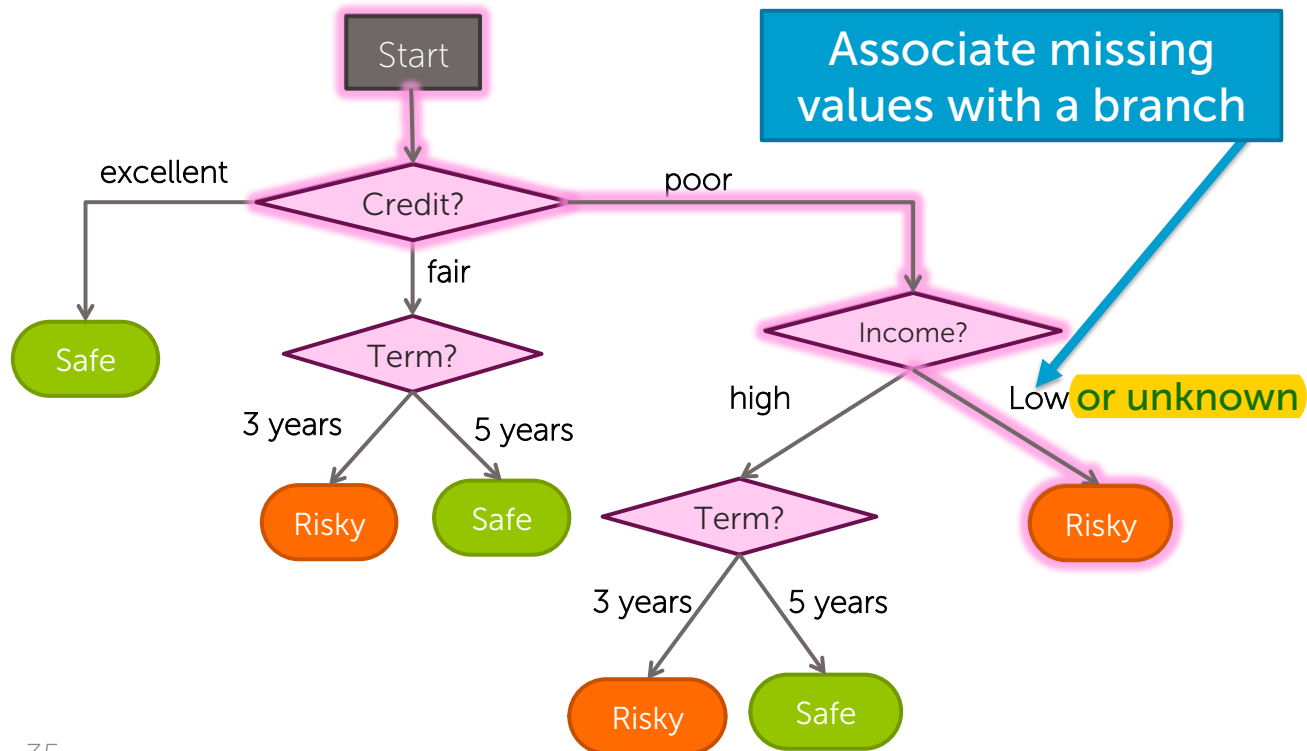 Start
Associate missing
values with a branch
excellent
poor
Credit?
fair
Safe
Term?
Income?
high
Low or unknown
3 years
5 years
Risky
Safe
Term?
Risky
3 years
5 years
Risky
Safe